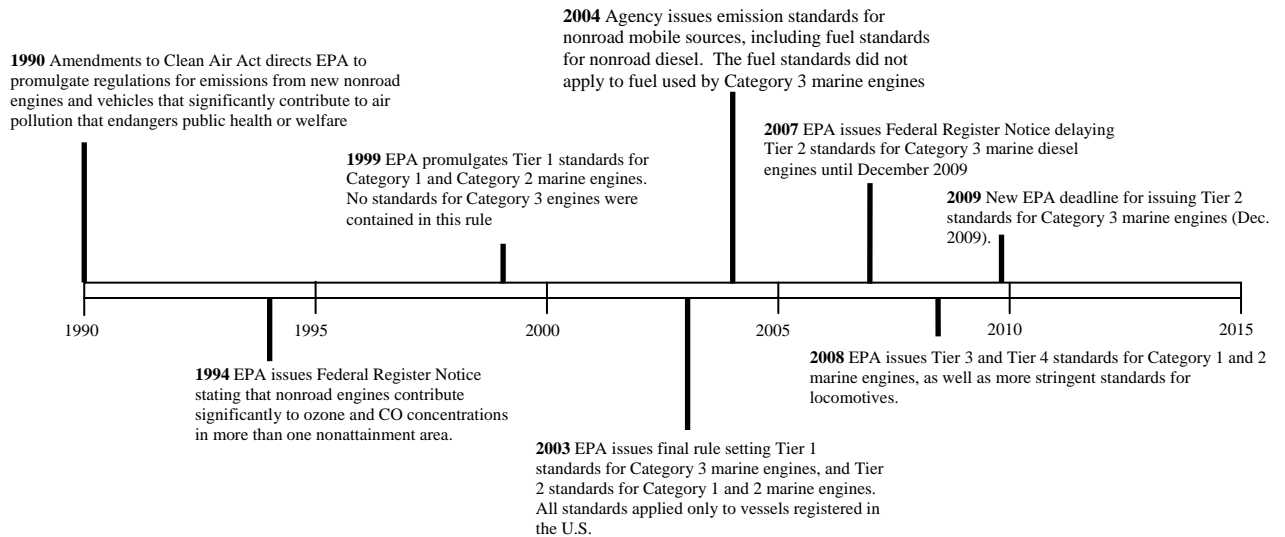 2004 Agency issues emission standards for
nonroad mobile sources, including fuel standards
for nonroad diesel. The fuel standards did not
apply to fuel used by Category 3 marine engines
1990 Amendments to Clean Air Act directs EPA to
promulgate regulations for emissions from new nonroad
engines and vehicles that significantly contribute to air
pollution that endangers public health or welfare
2007 EPA issues Federal Register Notice delaying
Tier 2 standards for Category 3 marine diesel
engines until December 2009
1999 EPA promulgates Tier 1 standards for
Category 1 and Category 2 marine engines.
No standards for Category 3 engines were
contained in this rule
2009 New EPA deadline for issuing Tier 2
standards for Category 3 marine engines (Dec.
2009).
1990 1995 2000 2005 2010 2015
1994 EPA issues Federal Register Notice
stating that nonroad engines contribute
significantly to ozone and CO concentrations
in more than one nonattainment area.
2008 EPA issues Tier 3 and Tier 4 standards for Category 1 and 2
marine engines, as well as more stringent standards for
locomotives.
2003 EPA issues final rule setting Tier 1
standards for Category 3 marine engines, and Tier
2 standards for Category 1 and 2 marine engines.
All standards applied only to vessels registered in
the U.S.